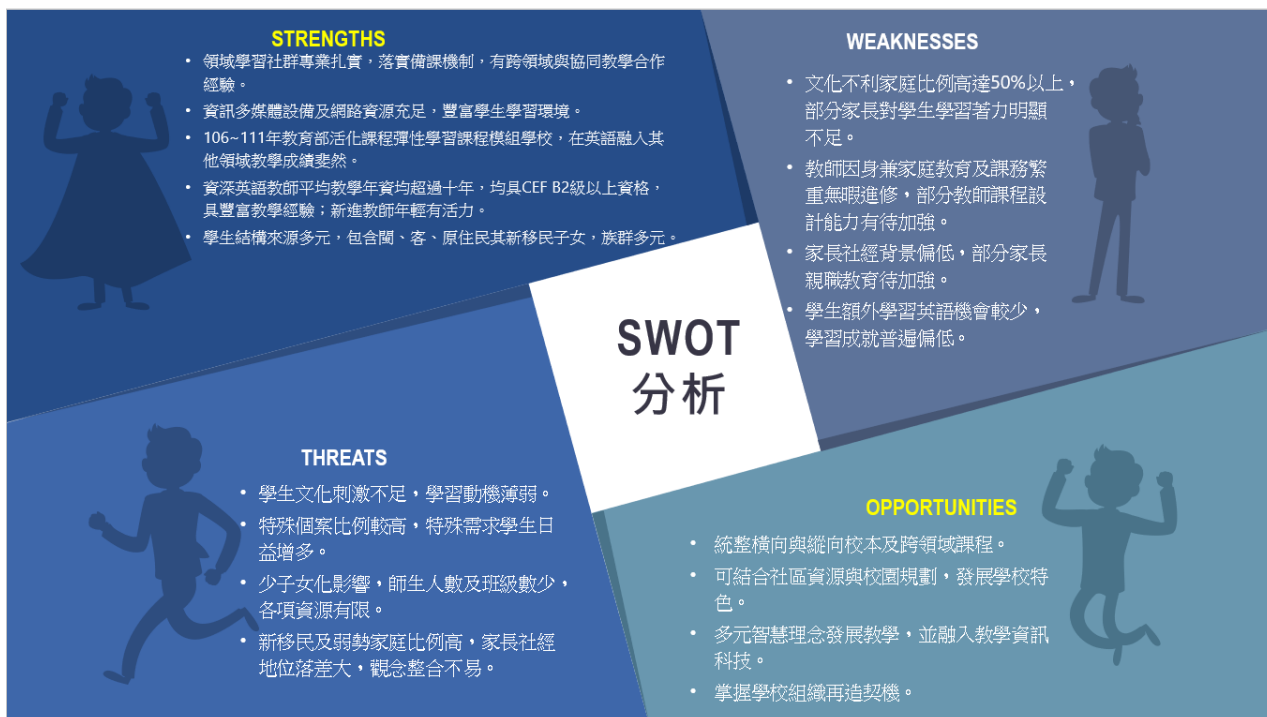 STRENGTHS
• 領域學習社群專業扎實，落實備課機制，有跨領域與協同教學合作
經驗。
• 資訊多媒體設備及網路資源充足，豐富學生學習環境。
• 106~111年教育部活化課程彈性學習課程模組學校，在英語融入其
他領域教學成績斐然。
• 資深英語教師平均教學年資均超過十年，均具CEF B2級以上資格，
具豐富教學經驗；新進教師年輕有活力。
• 學生結構來源多元，包含閩、客、原住民其新移民子女，族群多元。
WEAKNESSES
• 文化不利家庭比例高達50%以上，
部分家長對學生學習著力明顯
不足。
• 教師因身兼家庭教育及課務繁
重無暇進修，部分教師課程設
計能力有待加強。
• 家長社經背景偏低，部分家長
親職教育待加強。
• 學生額外學習英語機會較少，
學習成就普遍偏低。
SWOT
分析
THREATS
• 學生文化刺激不足，學習動機薄弱。
• 特殊個案比例較高，特殊需求學生日
益增多。
• 少子女化影響，師生人數及班級數少，
各項資源有限。
• 新移民及弱勢家庭比例高，家長社經
地位落差大，觀念整合不易。
OPPORTUNITIES
• 統整橫向與縱向校本及跨領域課程。
• 可結合社區資源與校園規劃，發展學校特
色。
• 多元智慧理念發展教學，並融入教學資訊
科技。
• 掌握學校組織再造契機。